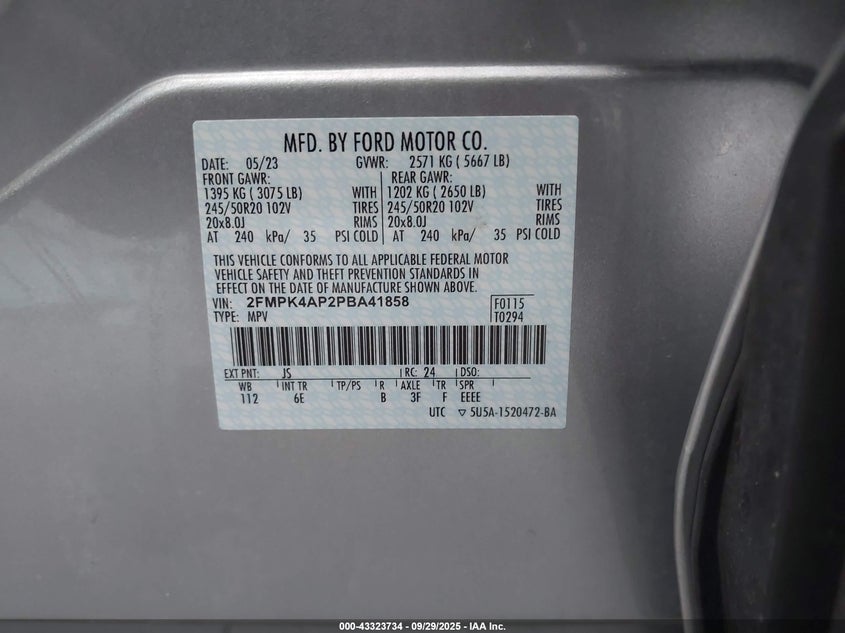 MFD. BY FORD MOTOR CO.
DATE: 05/23 GVWR: 2571 KG ( 5667 LB)
FRONT GAWR: REAR GAWR:
1395 KG ( 3075 LB) WITH 1202 KG ( 2650 LB) WITH
245/50R20 102V TIRES 245/50R20 102V TIRES
20x8.0J RIMS 20x8.0J RIMS
AT 240 kPa/ 35 PSI COLD AT 240 kPa/ 35 PSI COLD
THIS VEHICLE CONFORMS TO ALL APPLICABLE FEDERAL MOTOR
VEHICLE SAFETY AND THEFT PREVENTION STANDARDS IN
EFFECT ON THE DATE OF MANUFACTURE SHOWN ABOVE.
VIN: 2FMPK4AP2PBA41858 F0115
TYPE: MPV T0294
EXT PNT: JS RC: 24 DSO:
WB INT TR TP/PS R AXLE TR SPR
112 6E B 3F F EEEE
UTC ▽ 5U5A-1520472-BA
000-43323734 - 09/29/2025 - IAA Inc.